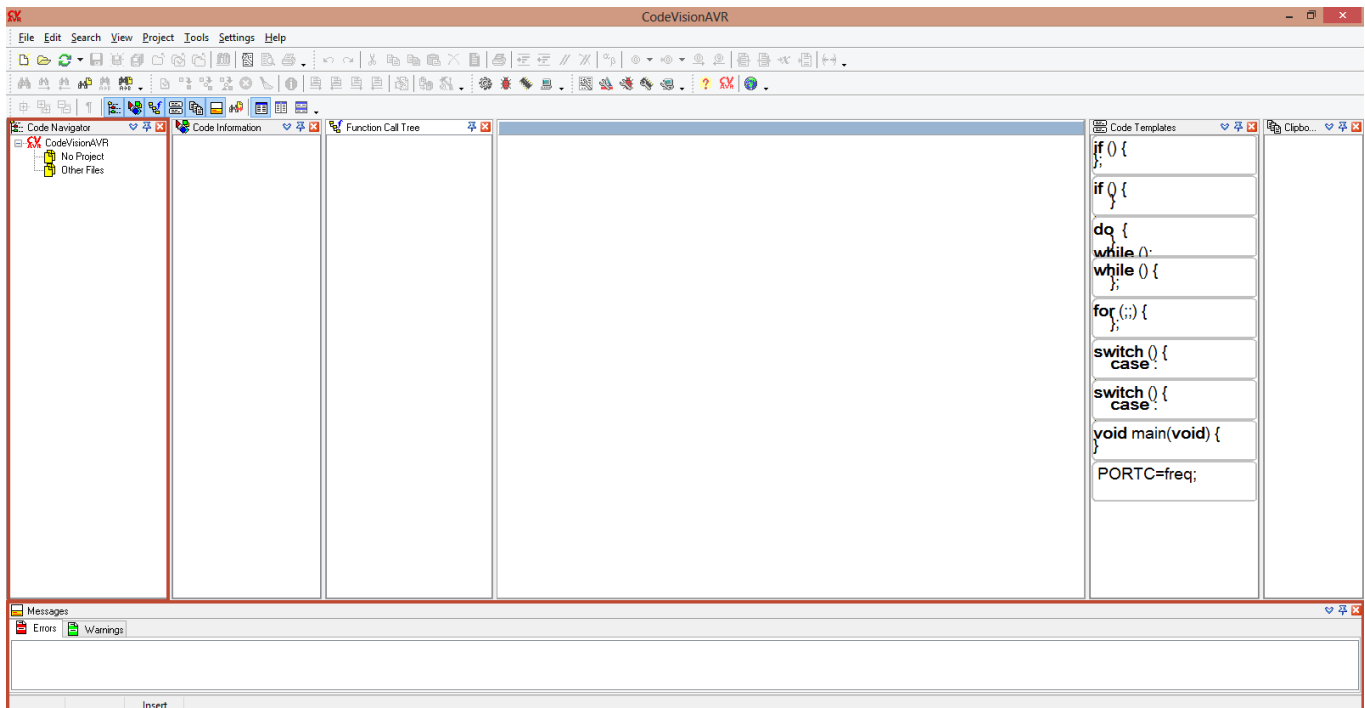 CodeVisionAVR
File Edit Search View Project Tools Settings Help
Code Navigator
CodeVisionAVR
No Project
Other Files
Code Information
Function Call Tree
Code Templates
if () {
};
if () {
}
do {
}
while ();
while () {
};
for (;;) {
};
switch () {
case :
switch () {
case :
void main(void) {
}
PORTC=freq;
Clipbo...
Messages
Errors Warnings
Insert